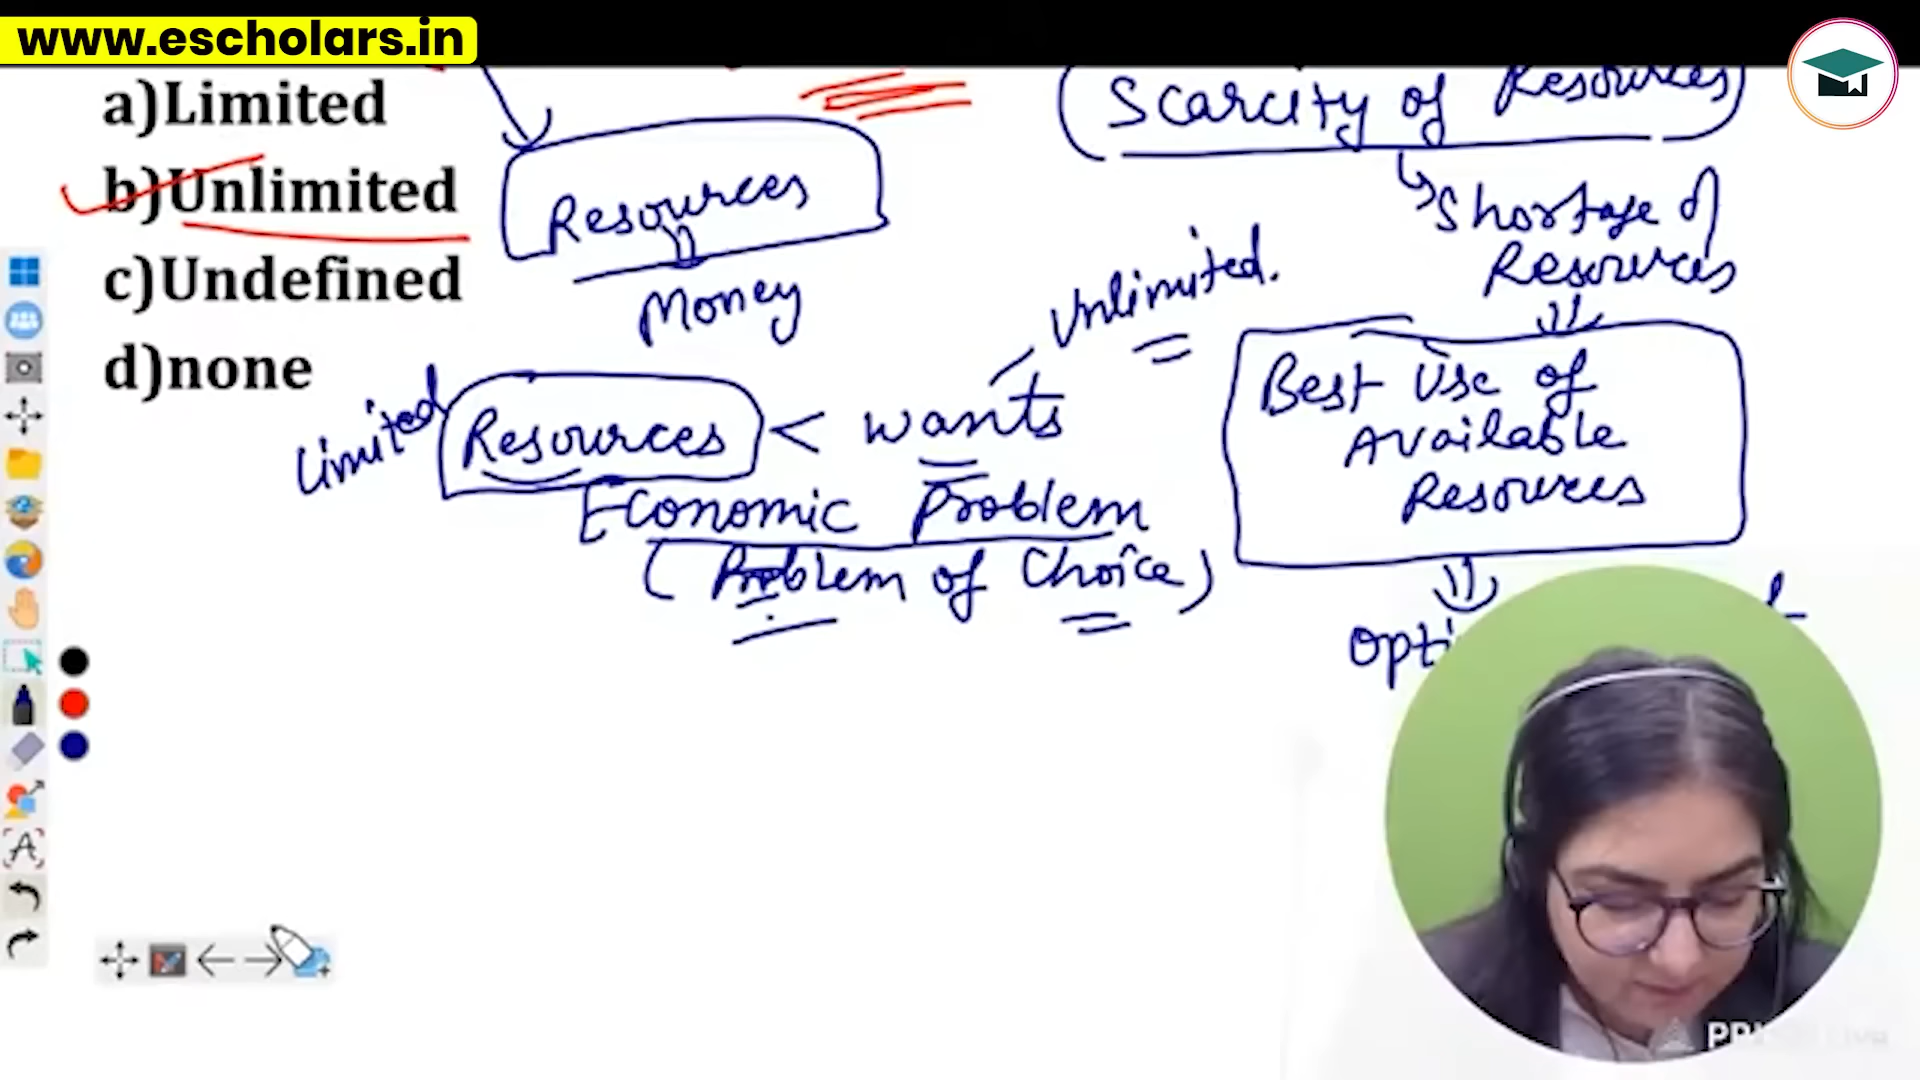 www.escholars.in
a)Limited
b)Unlimited
c)Undefined
d)none
Resources
Money
Scarcity of Resources
Shortage of
Resources
Unlimited.
Limited
Resources < wants
Economic Problem
(Problem of Choice)
Best Use of
Available
Resources